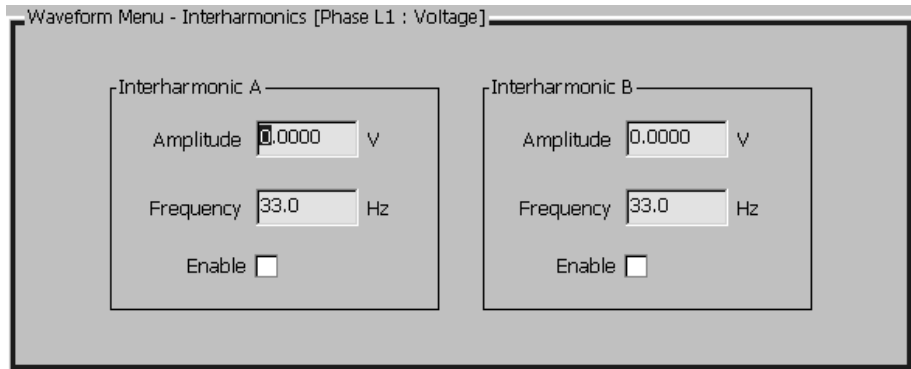 Waveform Menu - Interharmonics [Phase L1 : Voltage]
Interharmonic A
Amplitude 0.0000 V
Frequency 33.0 Hz
Enable
Interharmonic B
Amplitude 0.0000 V
Frequency 33.0 Hz
Enable